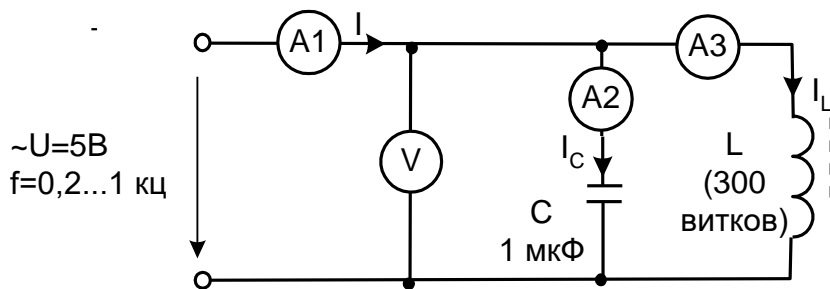 A1
I
A3
A2
I_L
~U=5В
f=0,2...1 кц
V
I_C
L
(300
витков)
C
1 мкФ